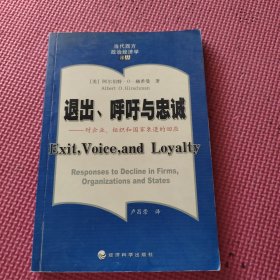 当代西方
政治经济学
译丛
[美] 阿尔伯特·O·赫希曼 著
Albert O.Hirschman
退出、呼吁与忠诚
——对企业、组织和国家衰退的回应
Exit,Voice,and Loyalty
Responses to Decline in Firms,
Organizations and States
卢昌崇 译
经济科学出版社